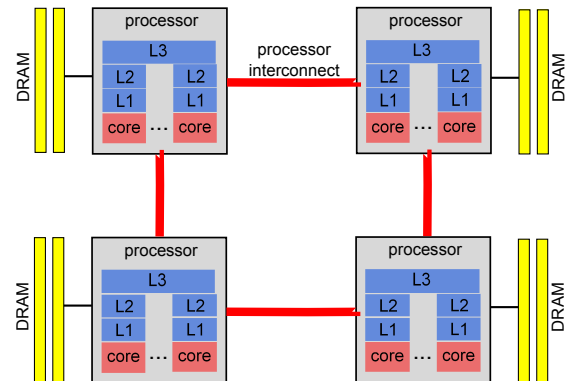 processor
processor
L3
processor
interconnect
L3
DRAM
L2
L2
L2
L2
DRAM
L1
L1
L1
L1
core
...
core
core
...
core
processor
processor
L3
L3
DRAM
L2
L2
L2
L2
DRAM
L1
L1
L1
L1
core
...
core
core
...
core